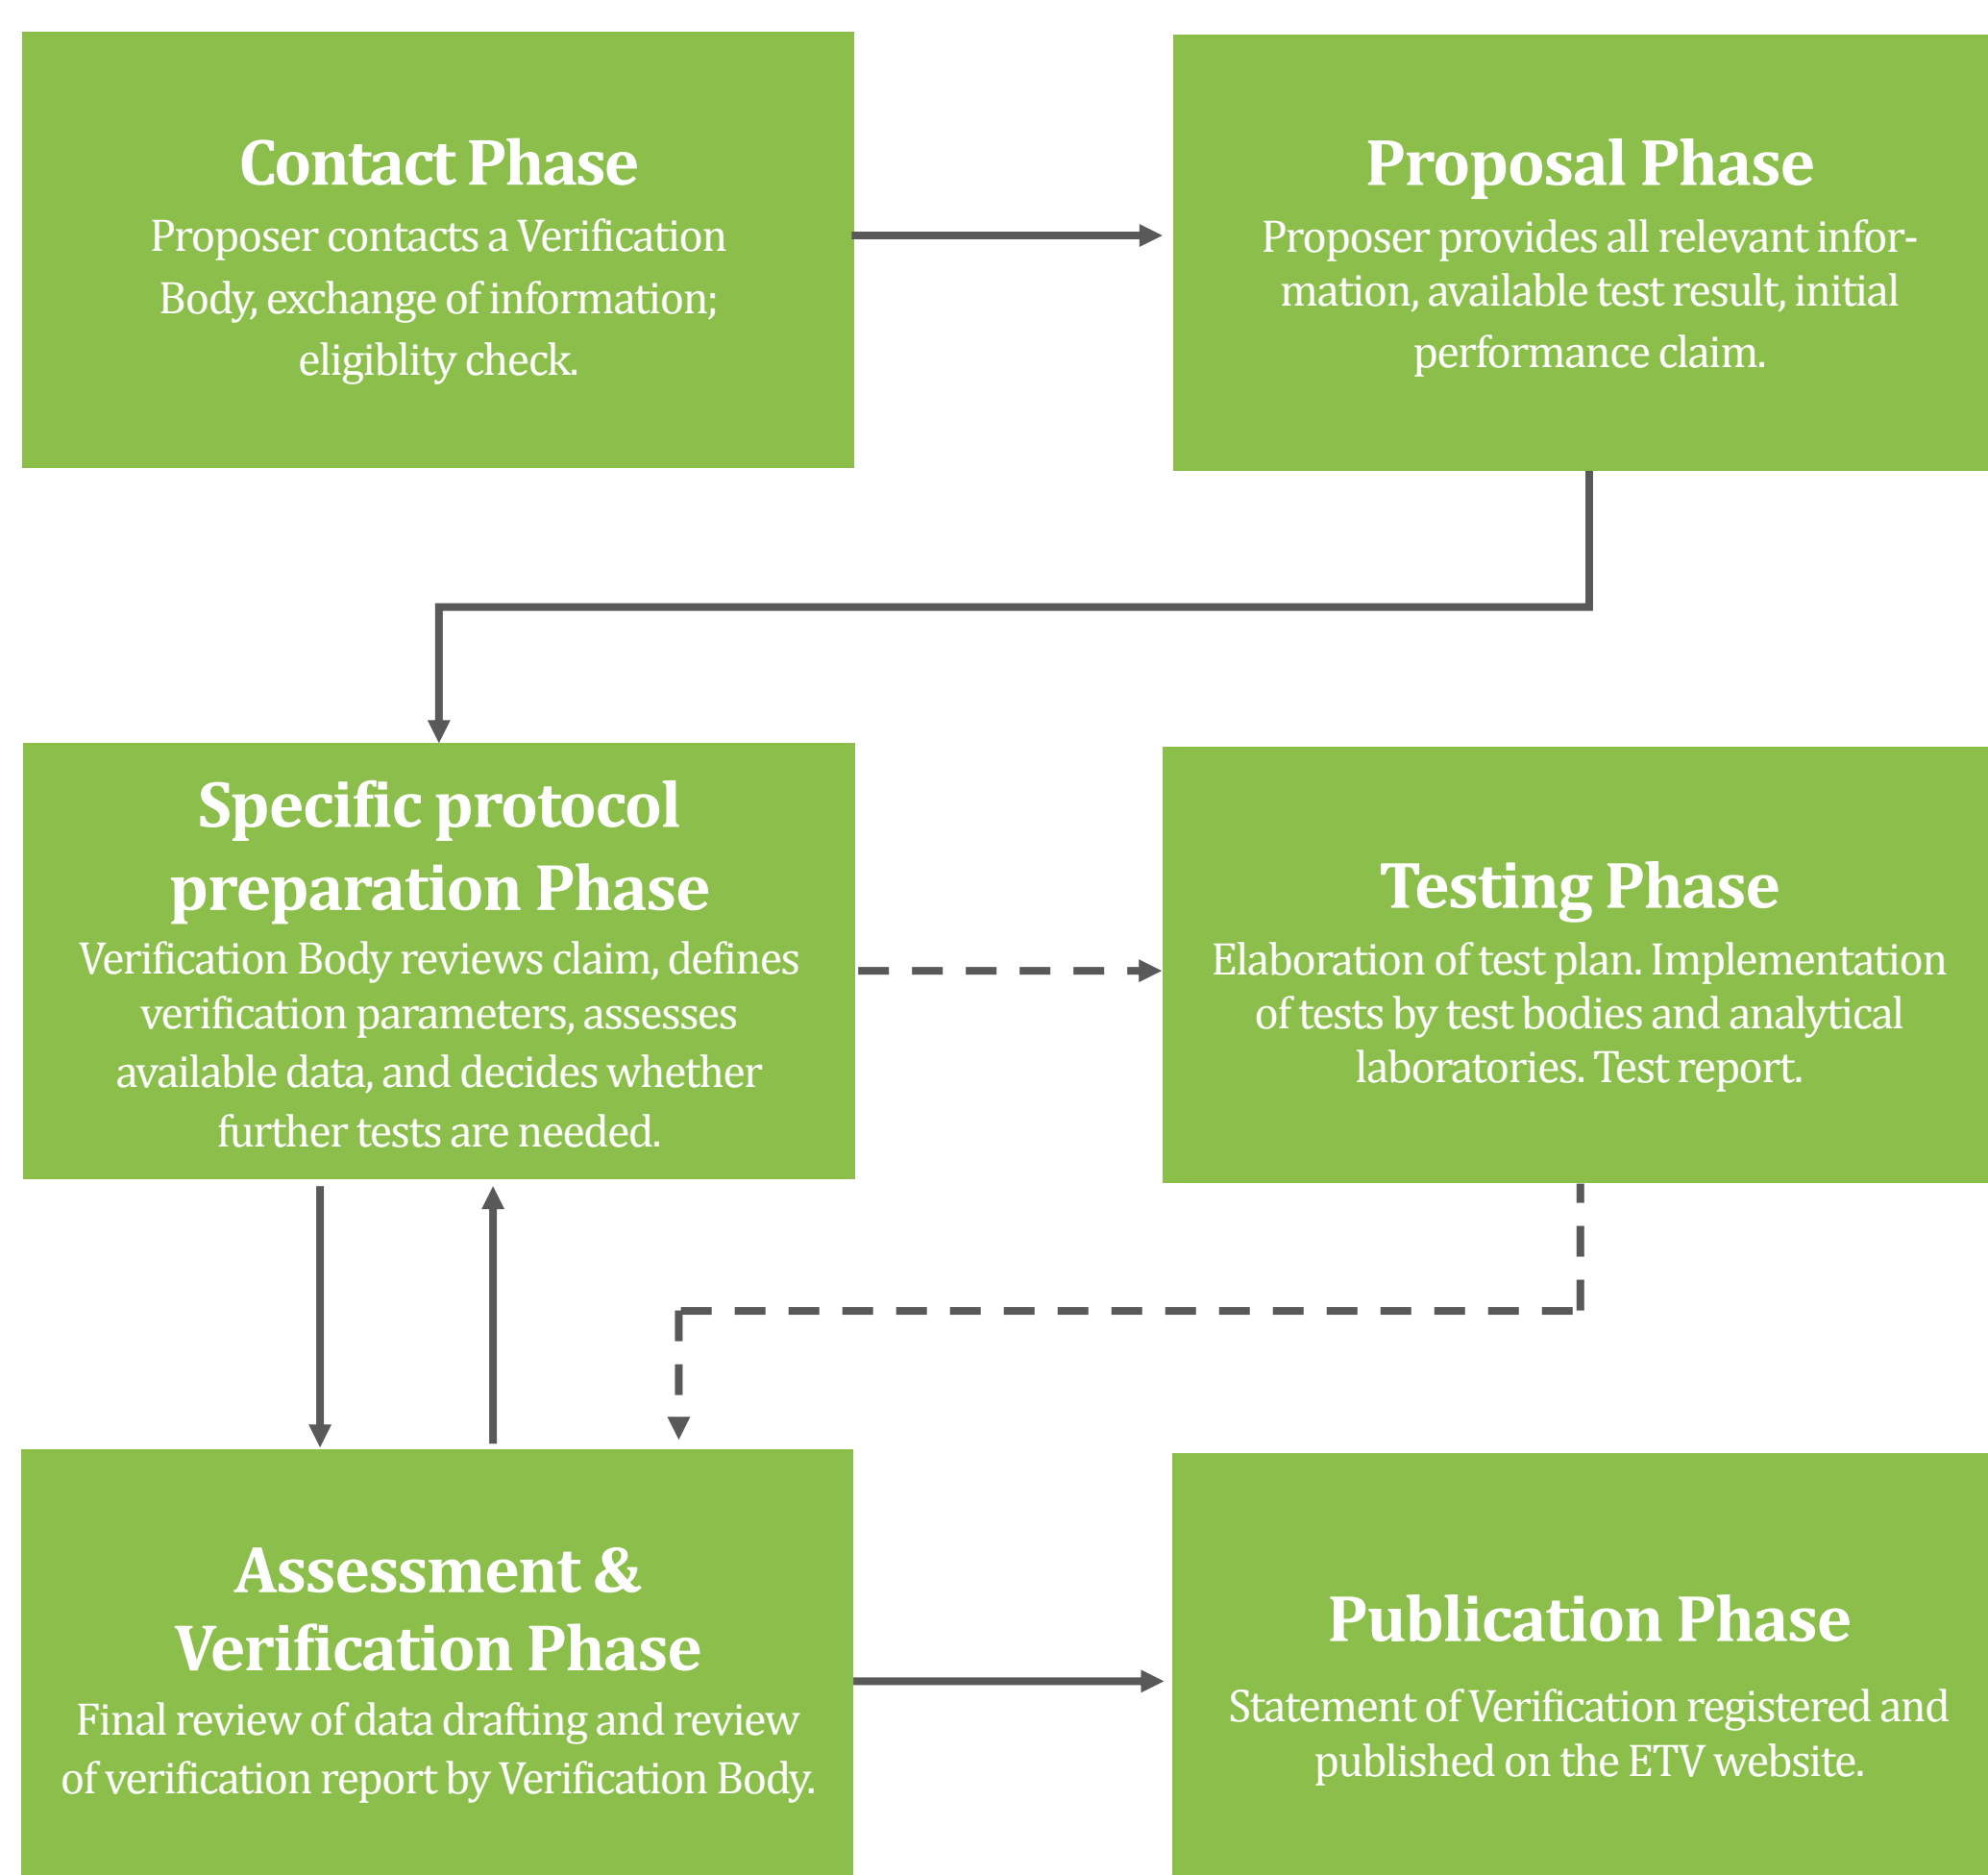 Contact Phase
Proposer contacts a Verification
Body, exchange of information;
eligiblity check.
Proposal Phase
Proposer provides all relevant infor-
mation, available test result, initial
performance claim.
Specific protocol
preparation Phase
Verification Body reviews claim, defines
verification parameters, assesses
available data, and decides whether
further tests are needed.
Testing Phase
Elaboration of test plan. Implementation
of tests by test bodies and analytical
laboratories. Test report.
Assessment &
Verification Phase
Final review of data drafting and review
of verification report by Verification Body.
Publication Phase
Statement of Verification registered and
published on the ETV website.